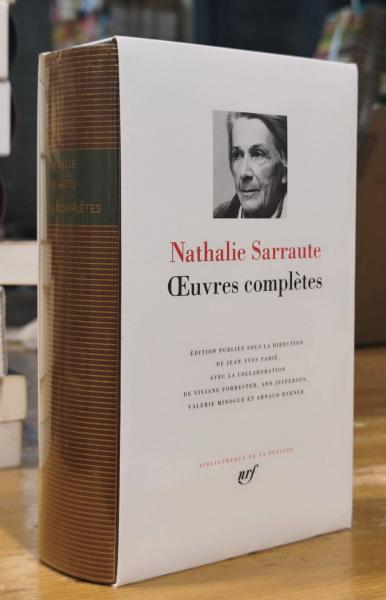 Nathalie Sarraute
Œuvres complètes
ÉDITION PUBLIÉE SOUS LA DIRECTION
DE JEAN-YVES TADIÉ,
AVEC LA COLLABORATION
DE VIVIANE FORRESTER, ANN JEFFERSON,
VALERIE MINOGUE ET ARNAUD RYKNER
BIBLIOTHÈQUE DE LA PLÉIADE
nrf
COMPLÈTES